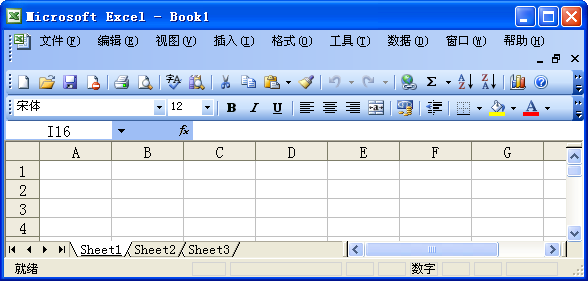 Microsoft Excel - Book1
文件(F) 编辑(E) 视图(V) 插入(I) 格式(O) 工具(T) 数据(D) 窗口(W) 帮助(H)
宋体 12 B I U A
I16 fx
A B C D E F G
1
2
3
4
Sheet1 Sheet2 Sheet3
就绪 数字